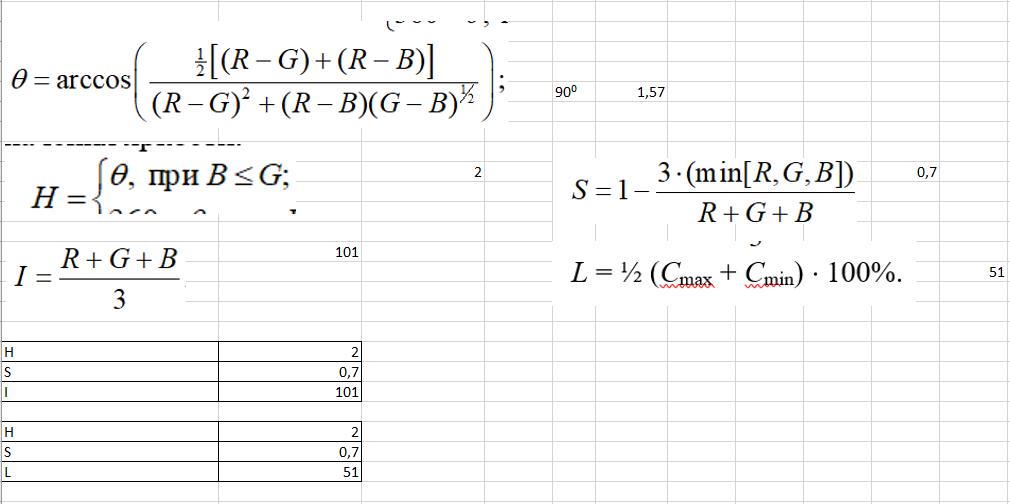 θ = arccos( ½[(R − G) + (R − B)] / (R − G)² + (R − B)(G − B)^½ );
90⁰ 1,57
H = { θ, при B ≤ G;
2
S = 1 − 3·(min[R, G, B]) / R + G + B
0,7
I = R + G + B / 3
101
L = ½ (Cmax + Cmin) · 100%.
51
H 2
S 0,7
I 101
H 2
S 0,7
L 51